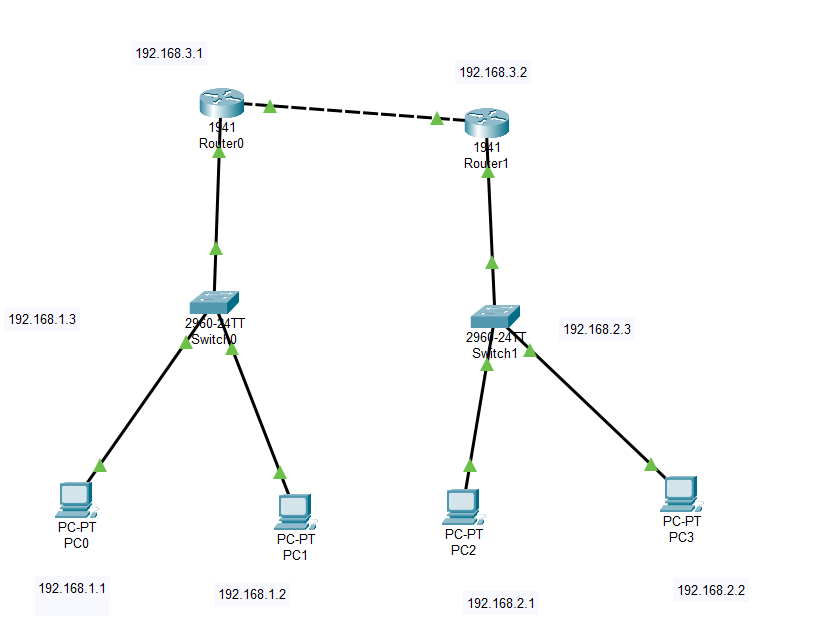 192.168.3.1
192.168.3.2
1941
Router0
1941
Router1
192.168.1.3
2960-24TT
Switch0
2960-24TT
Switch1
192.168.2.3
PC-PT
PC0
PC-PT
PC1
PC-PT
PC2
PC-PT
PC3
192.168.1.1
192.168.1.2
192.168.2.1
192.168.2.2